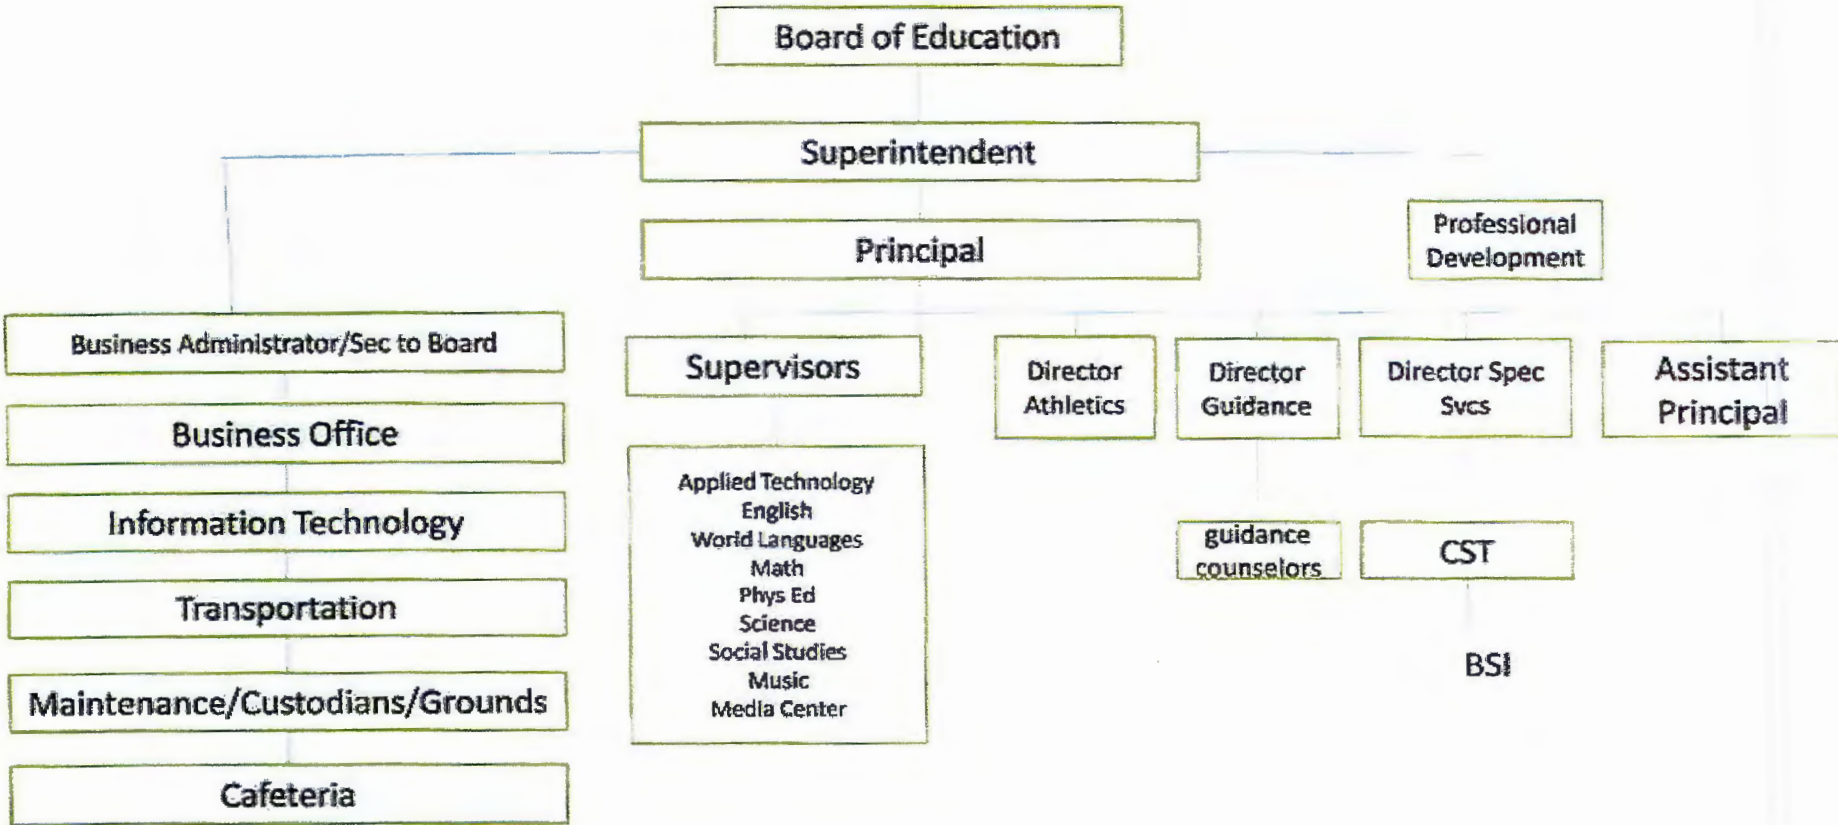 Board of Education
Superintendent
Principal
Professional
Development
Business Administrator/Sec to Board
Business Office
Information Technology
Transportation
Maintenance/Custodians/Grounds
Cafeteria
Supervisors
Applied Technology
English
World Languages
Math
Phys Ed
Science
Social Studies
Music
Media Center
Director
Athletics
Director
Guidance
guidance
counselors
Director Spec
Svcs
CST
BSI
Assistant
Principal